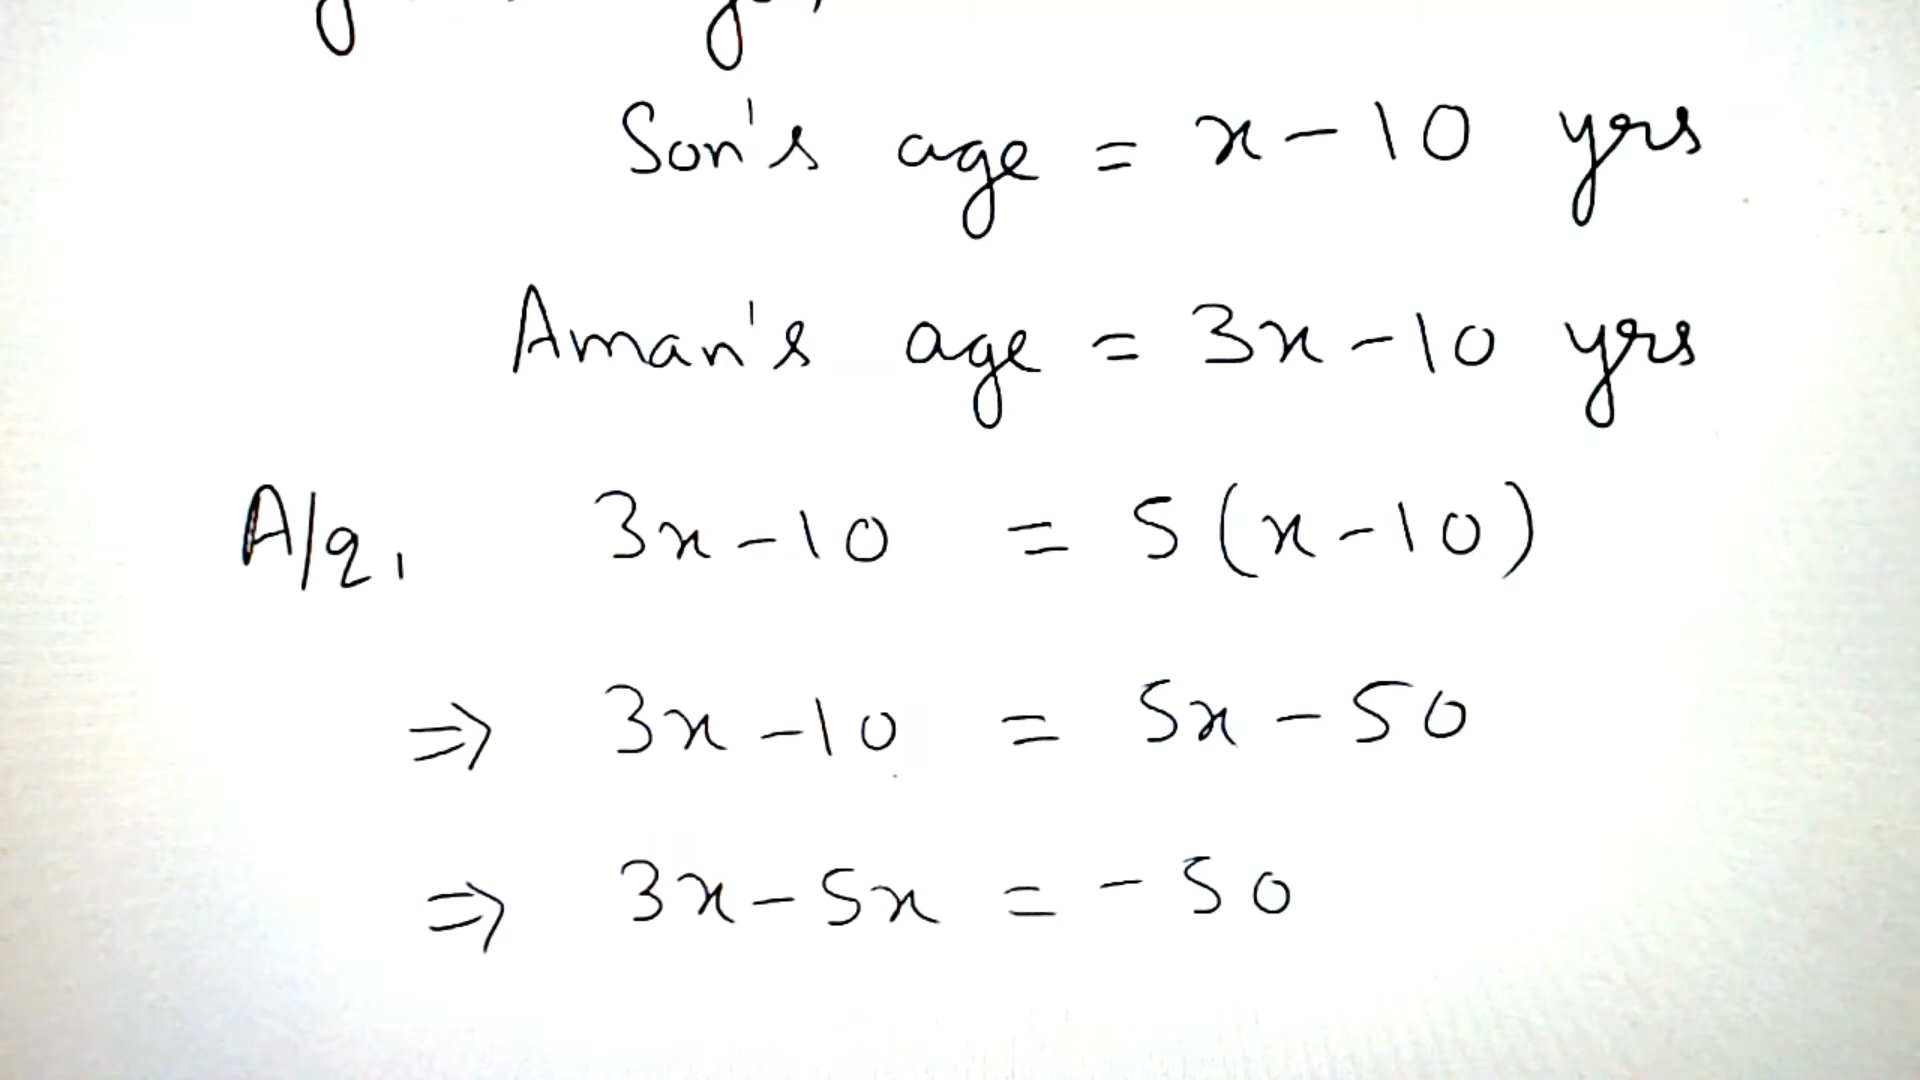 Son's age = x - 10 yrs
Aman's age = 3x - 10 yrs
A/q, 3x - 10 = 5(x - 10)
⇒ 3x - 10 = 5x - 50
⇒ 3x - 5x = - 50